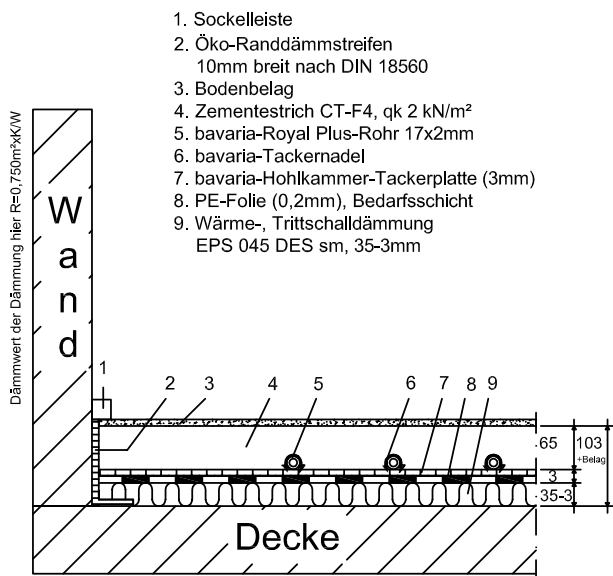 1. Sockelleiste
2. Öko-Randdämmstreifen
10mm breit nach DIN 18560
3. Bodenbelag
4. Zementestrich CT-F4, qk 2 kN/m²
5. bavaria-Royal Plus-Rohr 17x2mm
6. bavaria-Tackernadel
7. bavaria-Hohlkammer-Tackerplatte (3mm)
8. PE-Folie (0,2mm), Bedarfsschicht
9. Wärme-, Trittschalldämmung
EPS 045 DES sm, 35-3mm
Dämmwert der Dämmung hier R=0,750m²xK/W
Wand
1
2 3 4 5 6 7 8 9
65 103
+Belag
3
35-3
Decke